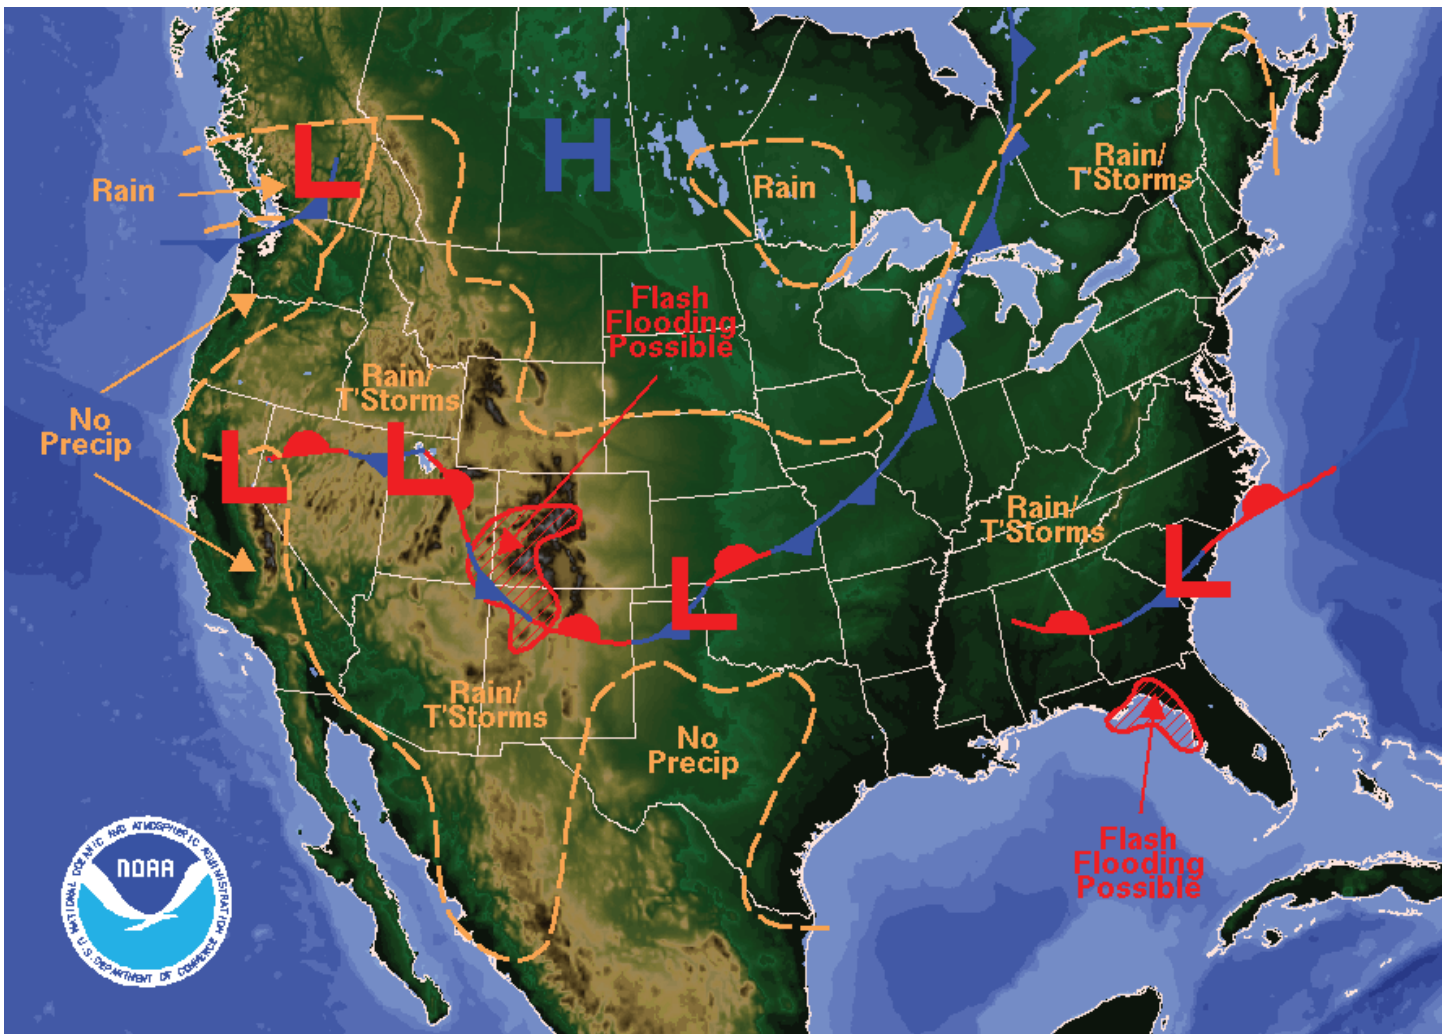 H
L
Rain/
T'Storms
Rain
Rain
Flash
Flooding
Possible
Rain/
T'Storms
No
Precip
L
L
Rain/
T'Storms
L
L
Rain/
T'Storms
No
Precip
Flash
Flooding
Possible
NATIONAL OCEANIC AND ATMOSPHERIC ADMINISTRATION
NOAA
U.S. DEPARTMENT OF COMMERCE